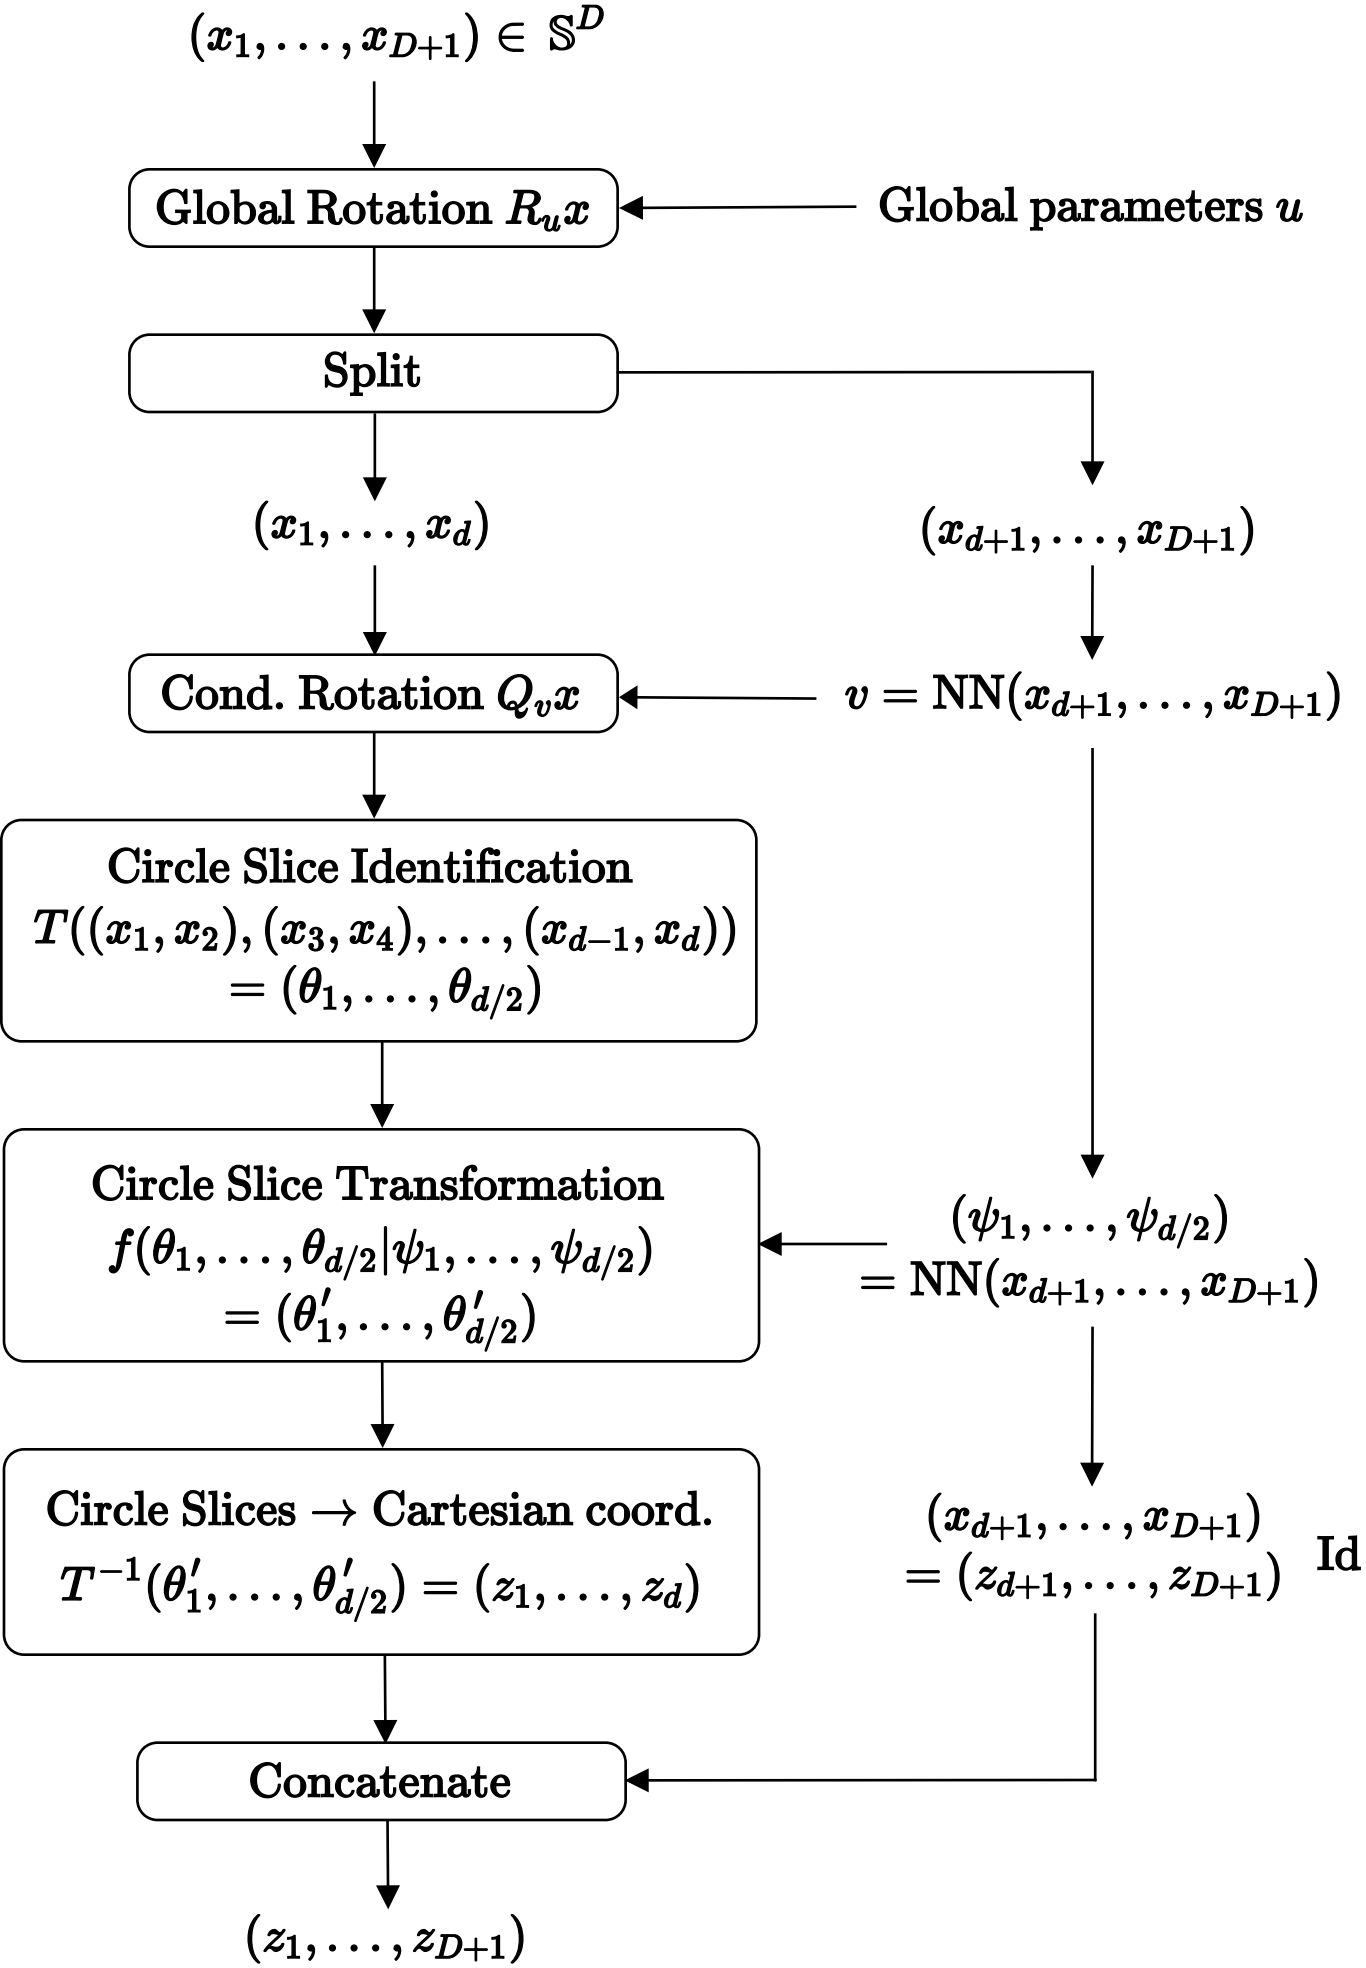 (x_1, ..., x_{D+1}) ∈ 𝕊^D
Global Rotation R_u x
Global parameters u
Split
(x_1, ..., x_d)
(x_{d+1}, ..., x_{D+1})
Cond. Rotation Q_v x
v = NN(x_{d+1}, ..., x_{D+1})
Circle Slice Identification
T((x_1, x_2), (x_3, x_4), ..., (x_{d−1}, x_d))
= (θ_1, ..., θ_{d/2})
Circle Slice Transformation
f(θ_1, ..., θ_{d/2}|ψ_1, ..., ψ_{d/2})
= (θ′_1, ..., θ′_{d/2})
(ψ_1, ..., ψ_{d/2})
= NN(x_{d+1}, ..., x_{D+1})
Circle Slices → Cartesian coord.
T^{−1}(θ′_1, ..., θ′_{d/2}) = (z_1, ..., z_d)
(x_{d+1}, ..., x_{D+1})
= (z_{d+1}, ..., z_{D+1})
Id
Concatenate
(z_1, ..., z_{D+1})